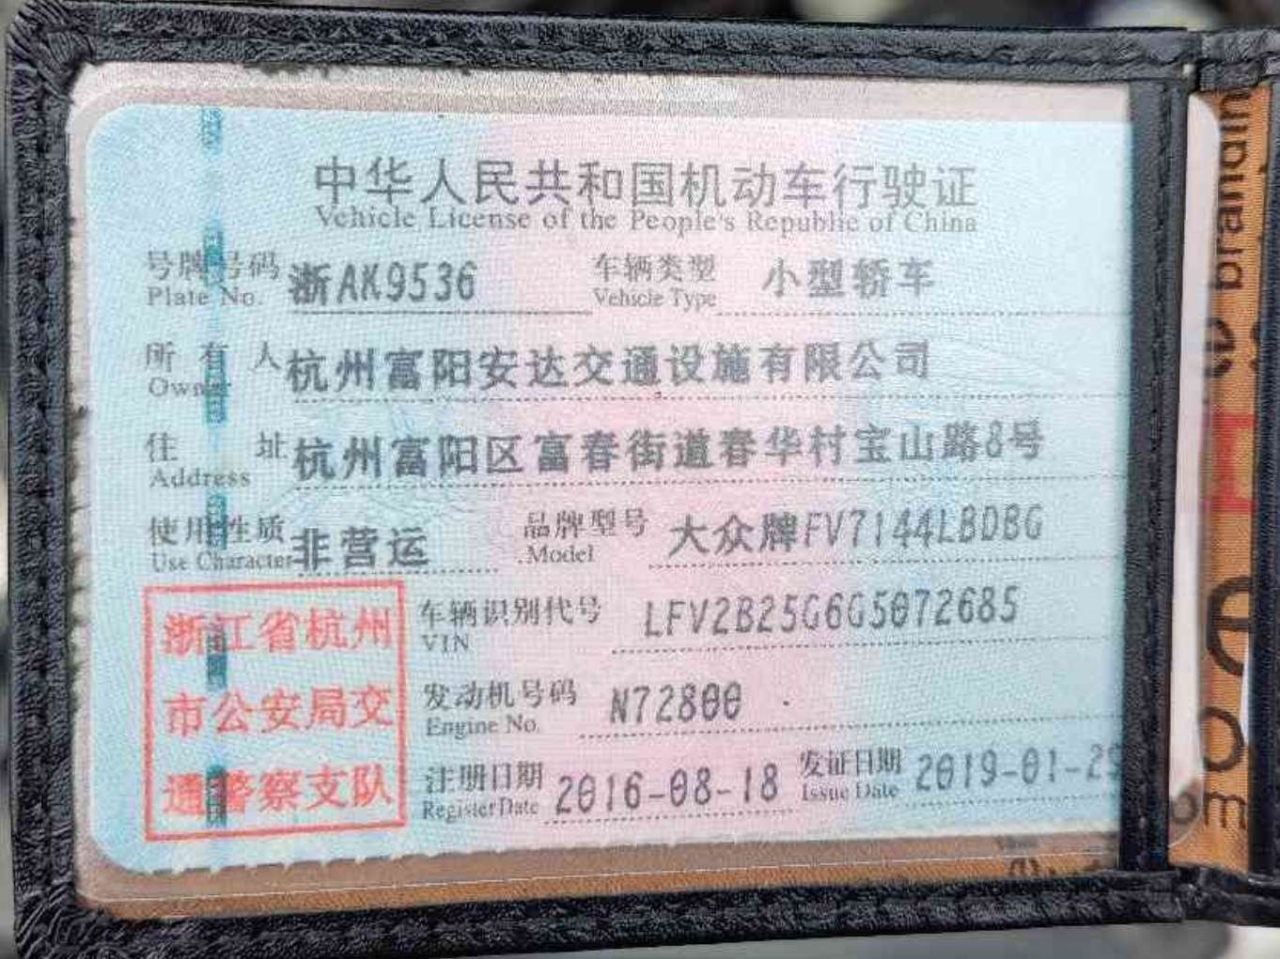 中华人民共和国机动车行驶证
Vehicle License of the People's Republic of China
号牌号码 浙AK9536 车辆类型 小型轿车
Plate No. Vehicle Type
所有人 杭州富阳安达交通设施有限公司
Owner
住址 杭州富阳区富春街道春华村宝山路8号
Address
使用性质 非营运 品牌型号 大众牌FV7144LBDBG
Use Character Model
浙江省杭州 车辆识别代号 LFV2B25G6G5072685
VIN
市公安局交 发动机号码 N72800
Engine No.
通警察支队 注册日期 2016-08-18 发证日期 2019-01-2
Register Date Issue Date
brandin